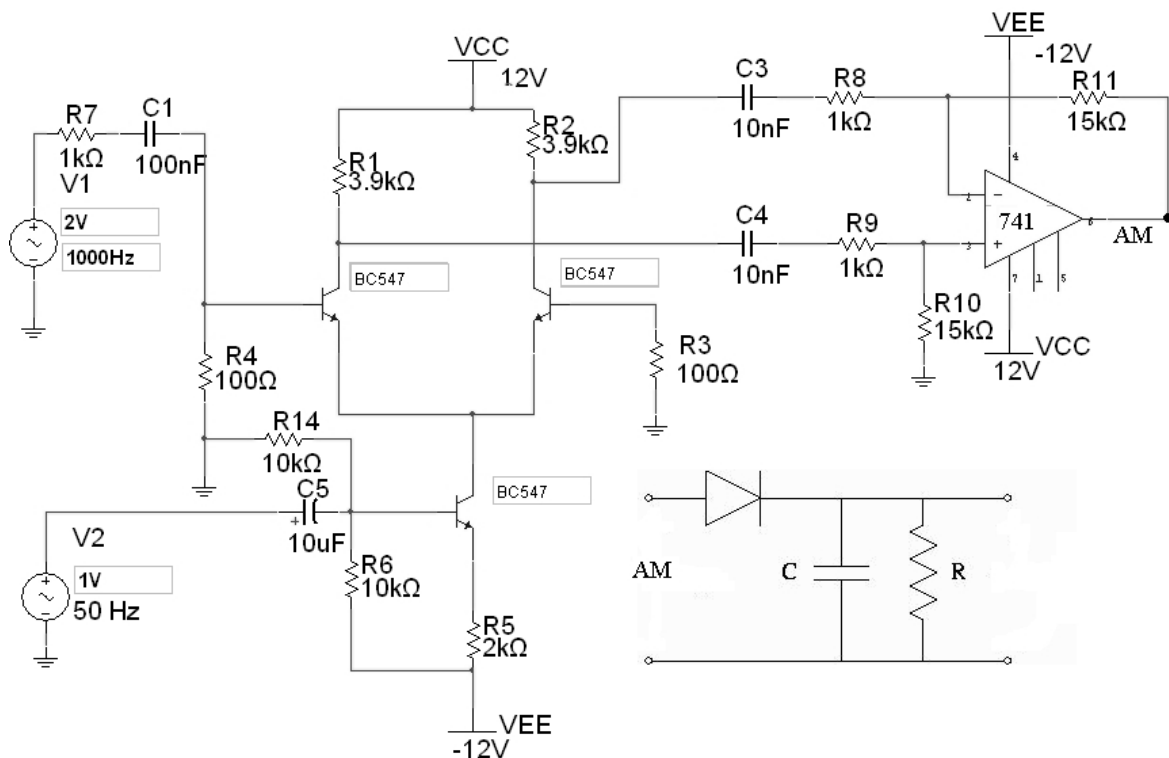 VCC
12V
VEE
-12V
R7
1kΩ
C1
100nF
V1
2V
1000Hz
R1
3.9kΩ
R2
3.9kΩ
C3
10nF
R8
1kΩ
R11
15kΩ
4
2
741
6
AM
3
7
1
5
C4
10nF
R9
1kΩ
R10
15kΩ
VCC
12V
BC547
BC547
R3
100Ω
R4
100Ω
R14
10kΩ
C5
10uF
BC547
V2
1V
50 Hz
R6
10kΩ
R5
2kΩ
VEE
-12V
AM
C
R